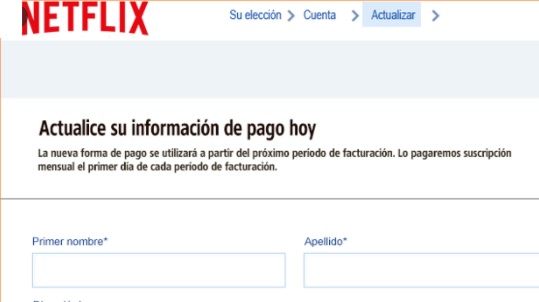 NETFLIX
Su elección > Cuenta > Actualizar >
Actualice su información de pago hoy
La nueva forma de pago se utilizará a partir del próximo período de facturación. Lo pagaremos suscripción
mensual el primer día de cada período de facturación.
Primer nombre* Apellido*